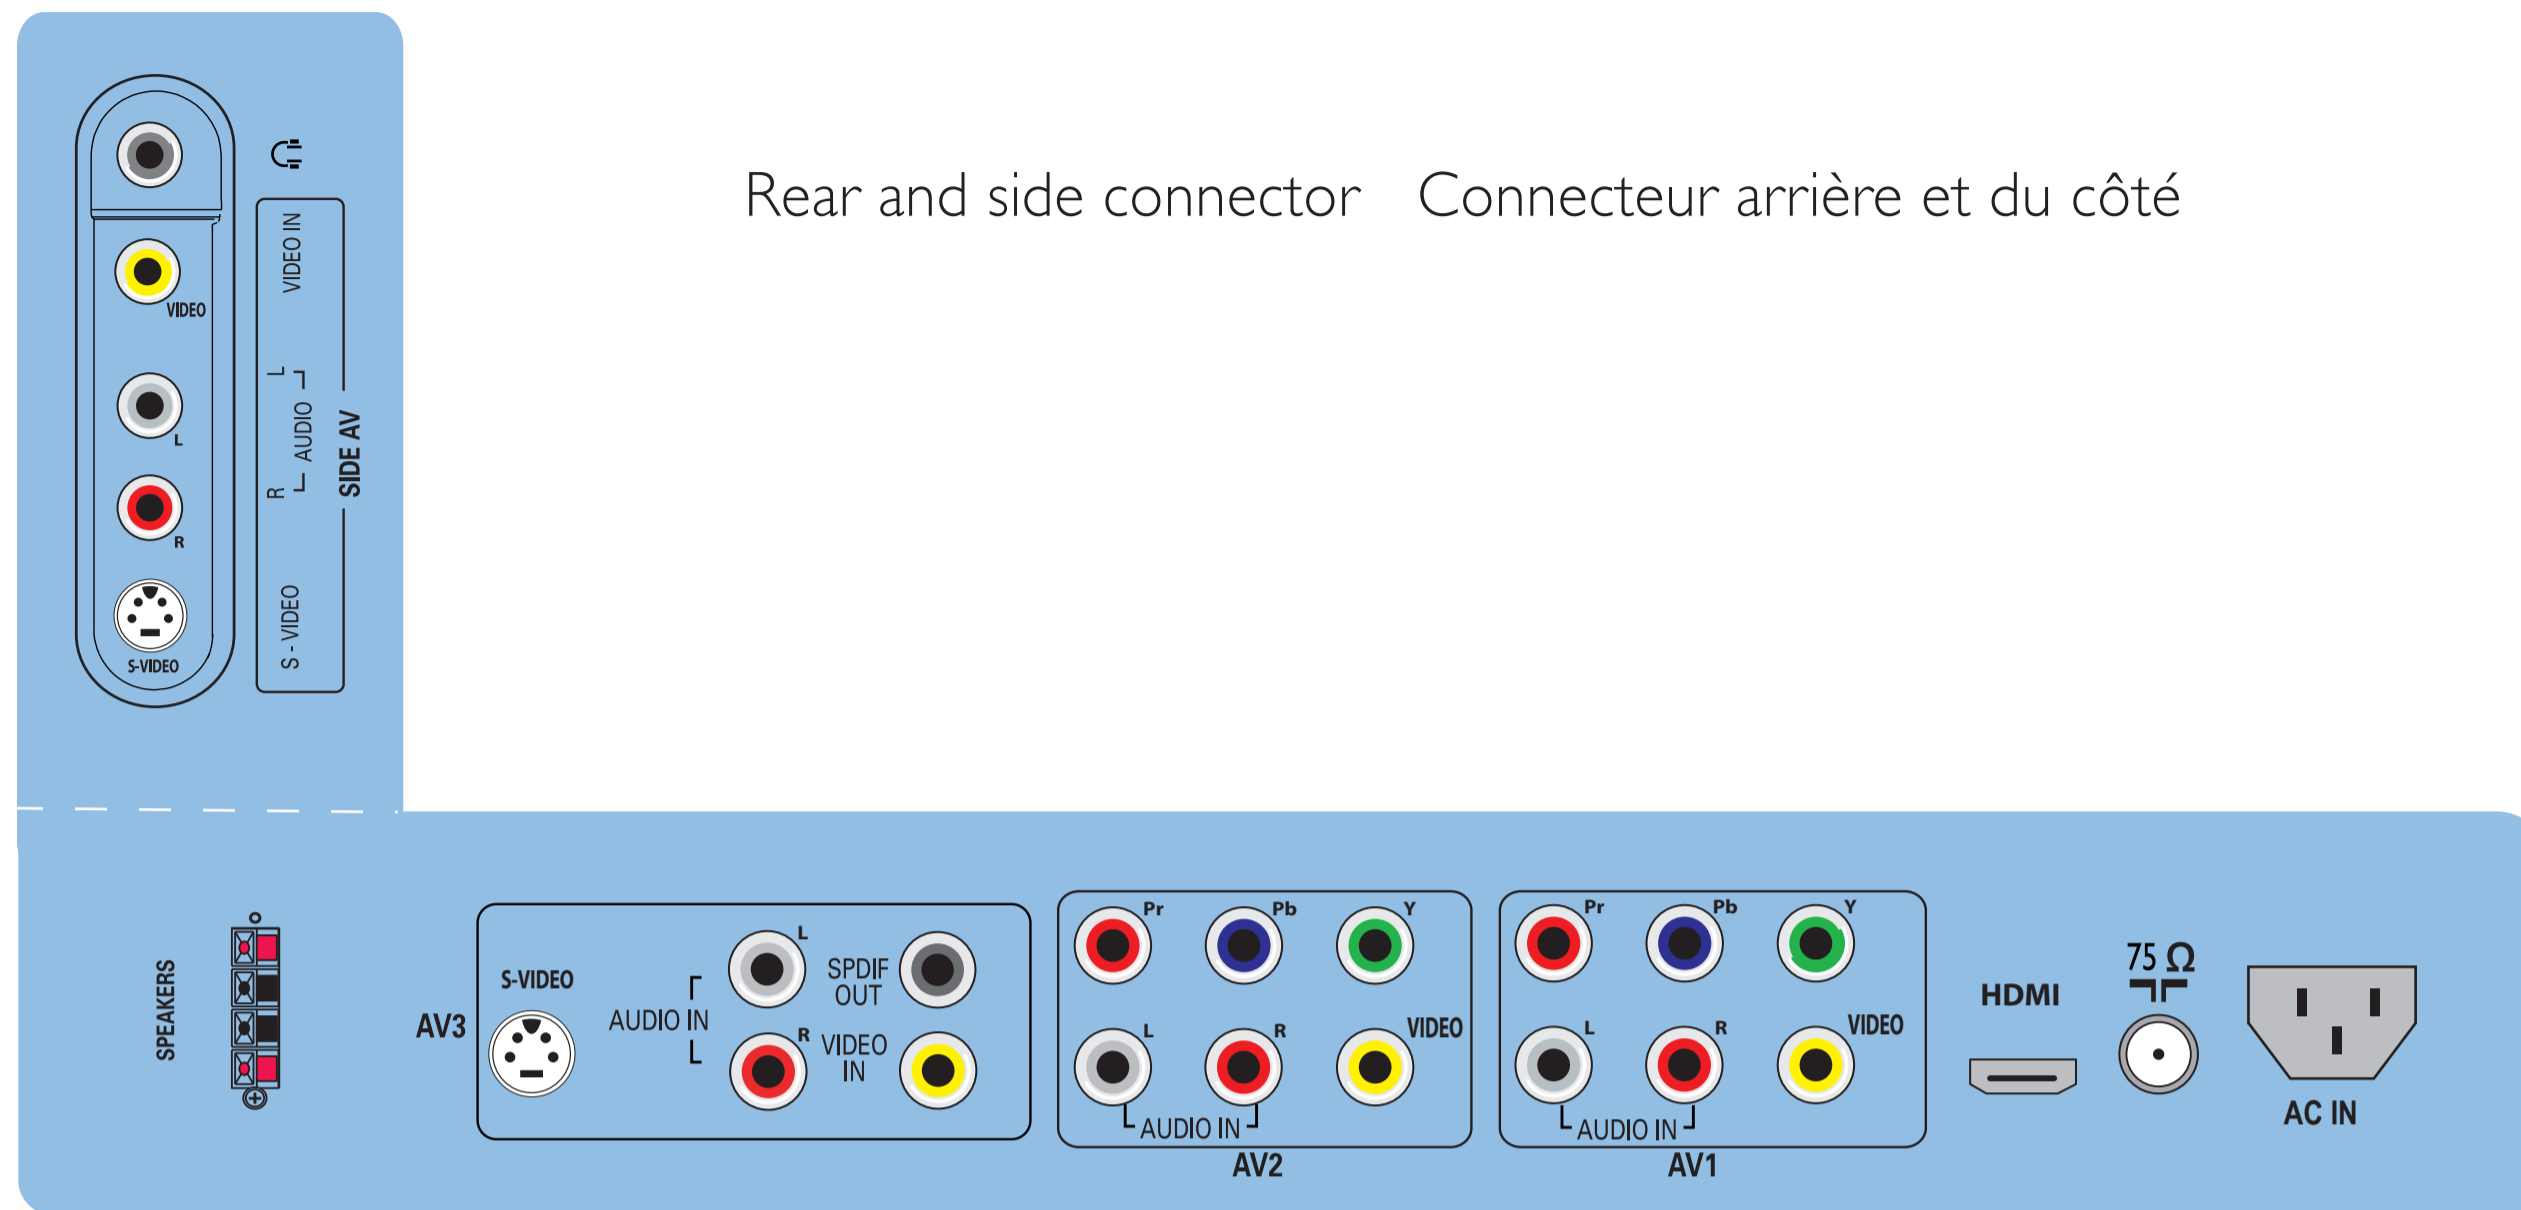 Rear and side connector Connecteur arrière et du côté
VIDEO IN
VIDEO
L
AUDIO
R
L
R
SIDE AV
S - VIDEO
S-VIDEO
SPEAKERS
AV3
S-VIDEO
AUDIO IN
L
R
SPDIF
OUT
VIDEO
IN
Pr Pb Y
L R VIDEO
AUDIO IN
AV2
Pr Pb Y
L R VIDEO
AUDIO IN
AV1
HDMI
75 Ω
AC IN